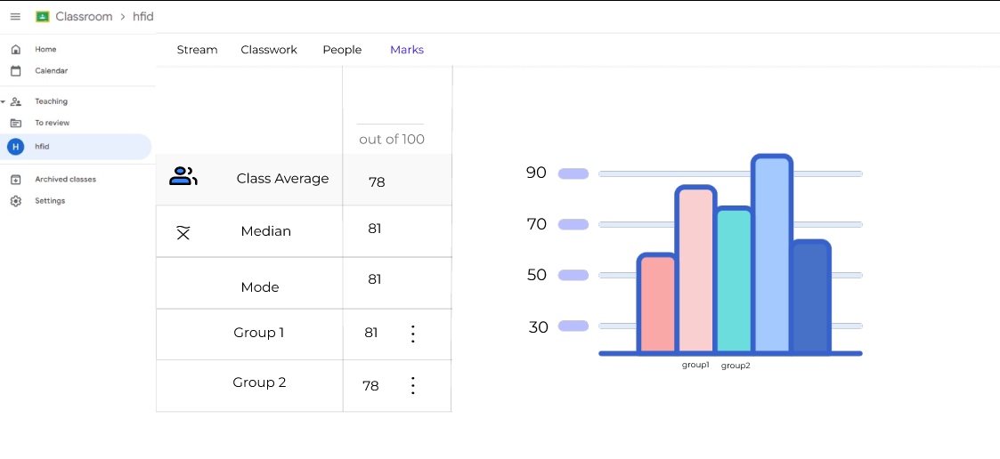 Classroom > hfid
Home
Calendar
Teaching
To review
H hfid
Archived classes
Settings
Stream Classwork People Marks
out of 100
Class Average 78
x̃ Median 81
Mode 81
Group 1 81
Group 2 78
90
70
50
30
group1 group2